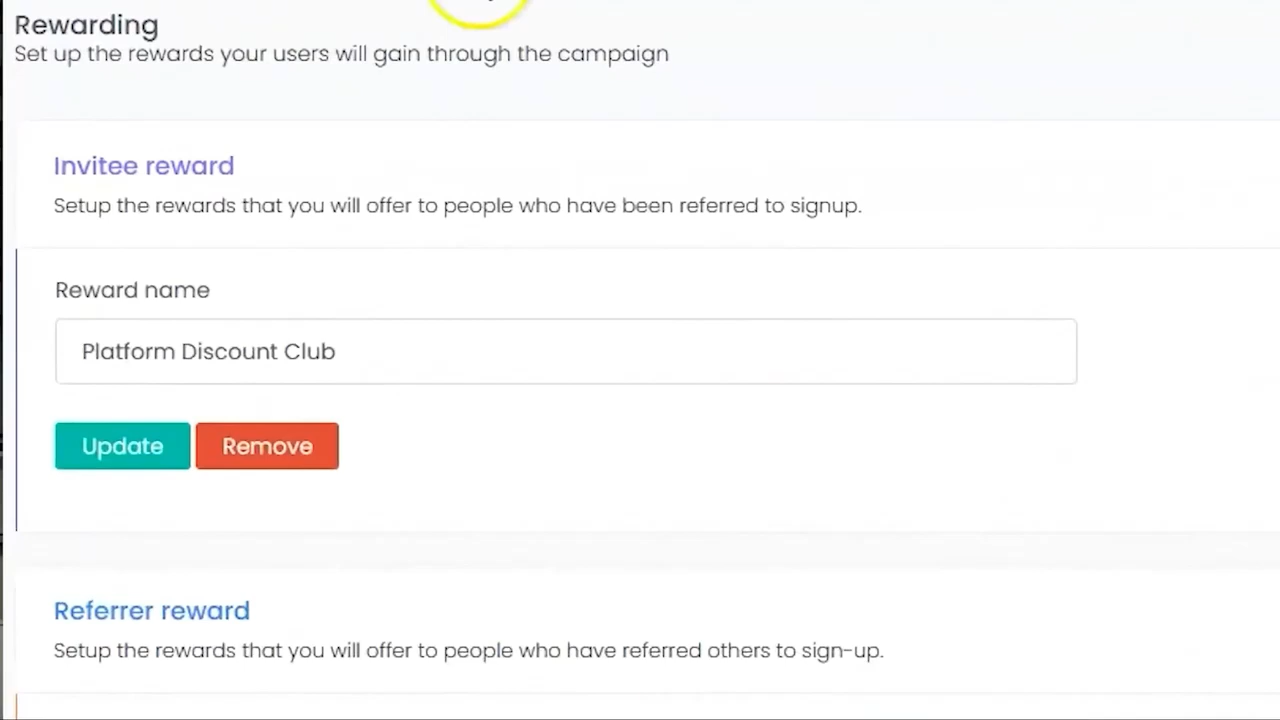 Rewarding
Set up the rewards your users will gain through the campaign
Invitee reward
Setup the rewards that you will offer to people who have been referred to signup.
Reward name
Platform Discount Club
Update Remove
Referrer reward
Setup the rewards that you will offer to people who have referred others to sign-up.